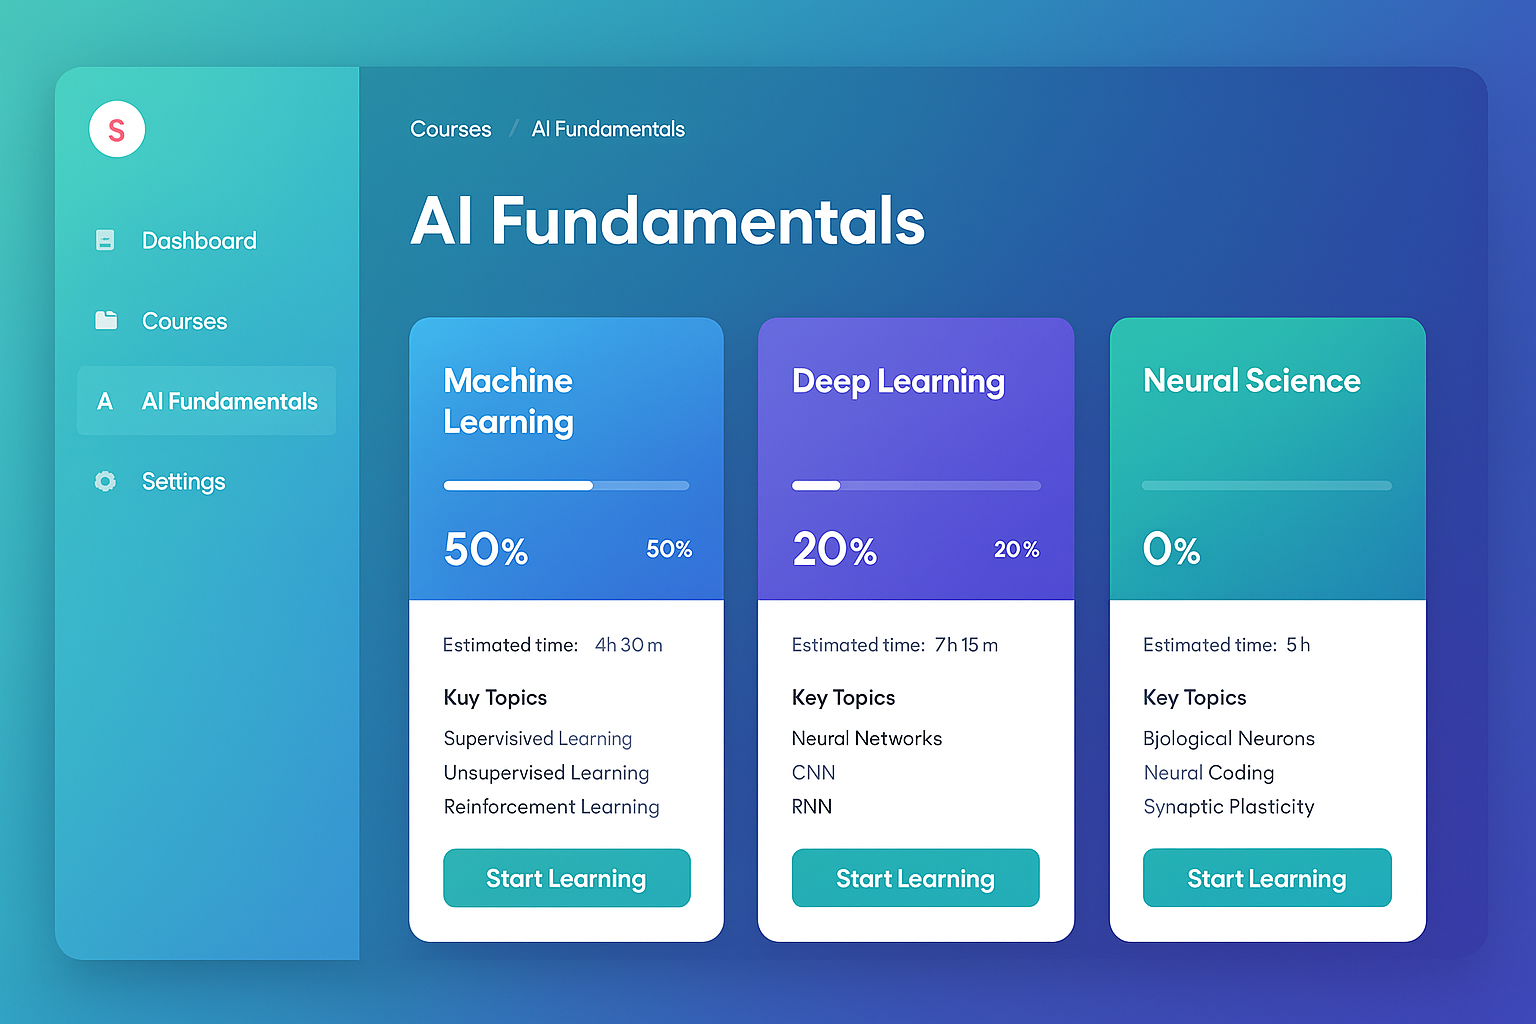 S
Dashboard
Courses
A AI Fundamentals
Settings
Courses / AI Fundamentals
AI Fundamentals
Machine
Learning
50% 50%
Estimated time: 4h 30 m
Kuy Topics
Supervisived Learning
Unsupervised Learning
Reinforcement Learning
Start Learning
Deep Learning
20% 20%
Estimated time: 7h 15 m
Key Topics
Neural Networks
CNN
RNN
Start Learning
Neural Science
0%
Estimated time: 5 h
Key Topics
Bjological Neurons
Neural Coding
Synaptic Plasticity
Start Learning